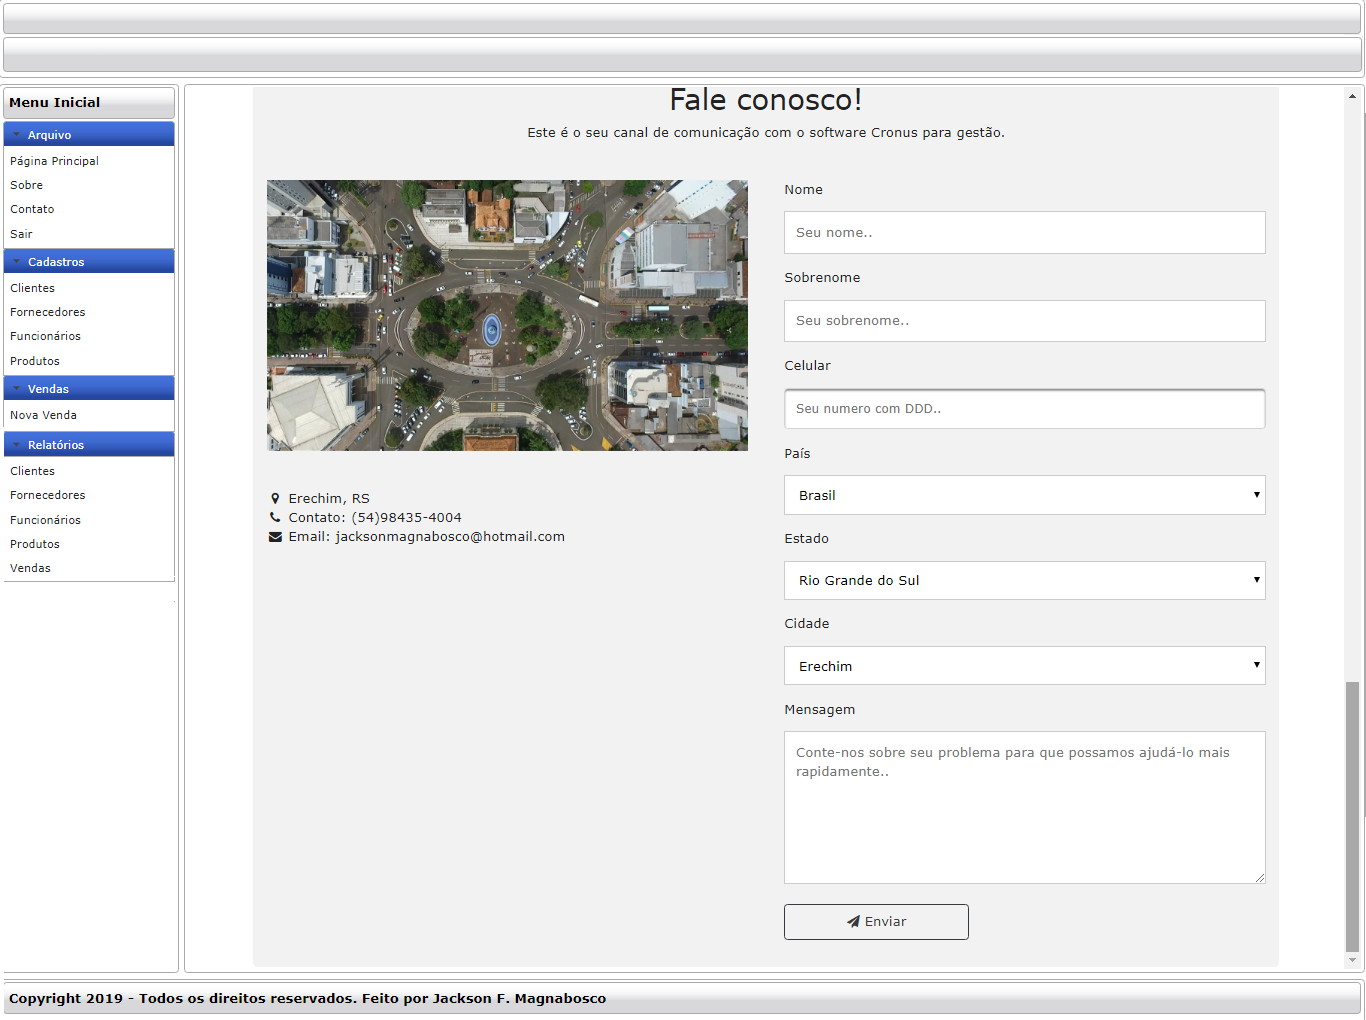 Menu Inicial
Arquivo
Página Principal
Sobre
Contato
Sair
Cadastros
Clientes
Fornecedores
Funcionários
Produtos
Vendas
Nova Venda
Relatórios
Clientes
Fornecedores
Funcionários
Produtos
Vendas
Fale conosco!
Este é o seu canal de comunicação com o software Cronus para gestão.
Erechim, RS
Contato: (54)98435-4004
Email: jacksonmagnabosco@hotmail.com
Nome
Seu nome..
Sobrenome
Seu sobrenome..
Celular
Seu numero com DDD..
País
Brasil
Estado
Rio Grande do Sul
Cidade
Erechim
Mensagem
Conte-nos sobre seu problema para que possamos ajudá-lo mais
rapidamente..
Enviar
Copyright 2019 - Todos os direitos reservados. Feito por Jackson F. Magnabosco